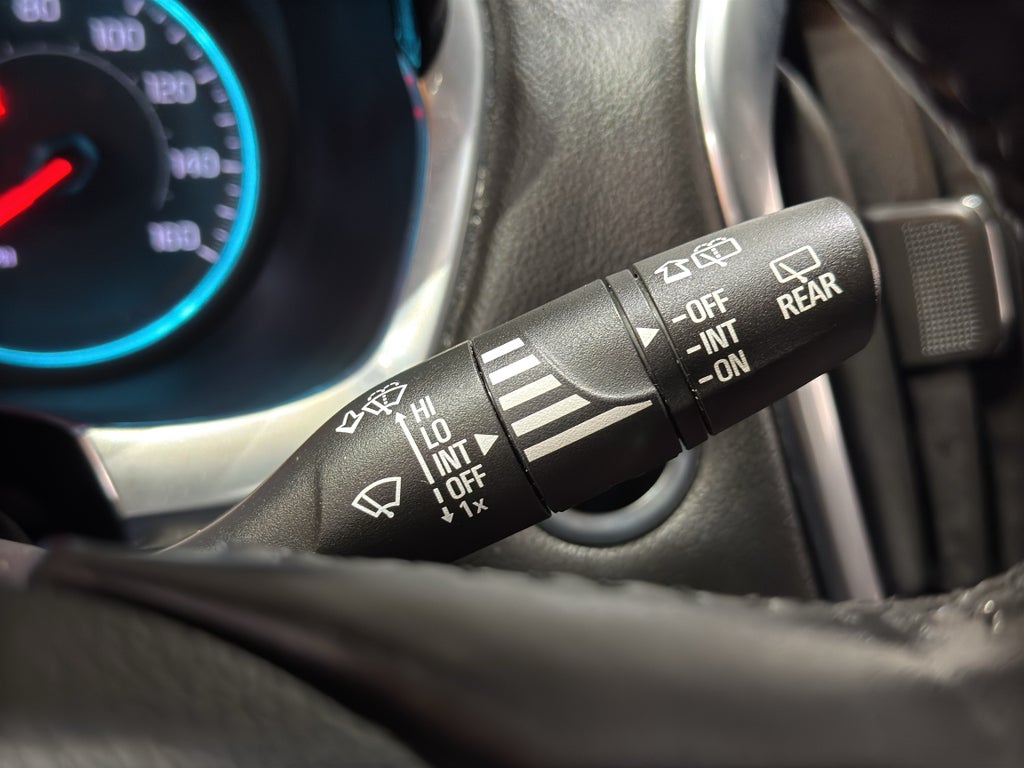 80
100
120
140
160
HI
LO
INT
OFF
1x
-OFF
-INT
-ON
REAR